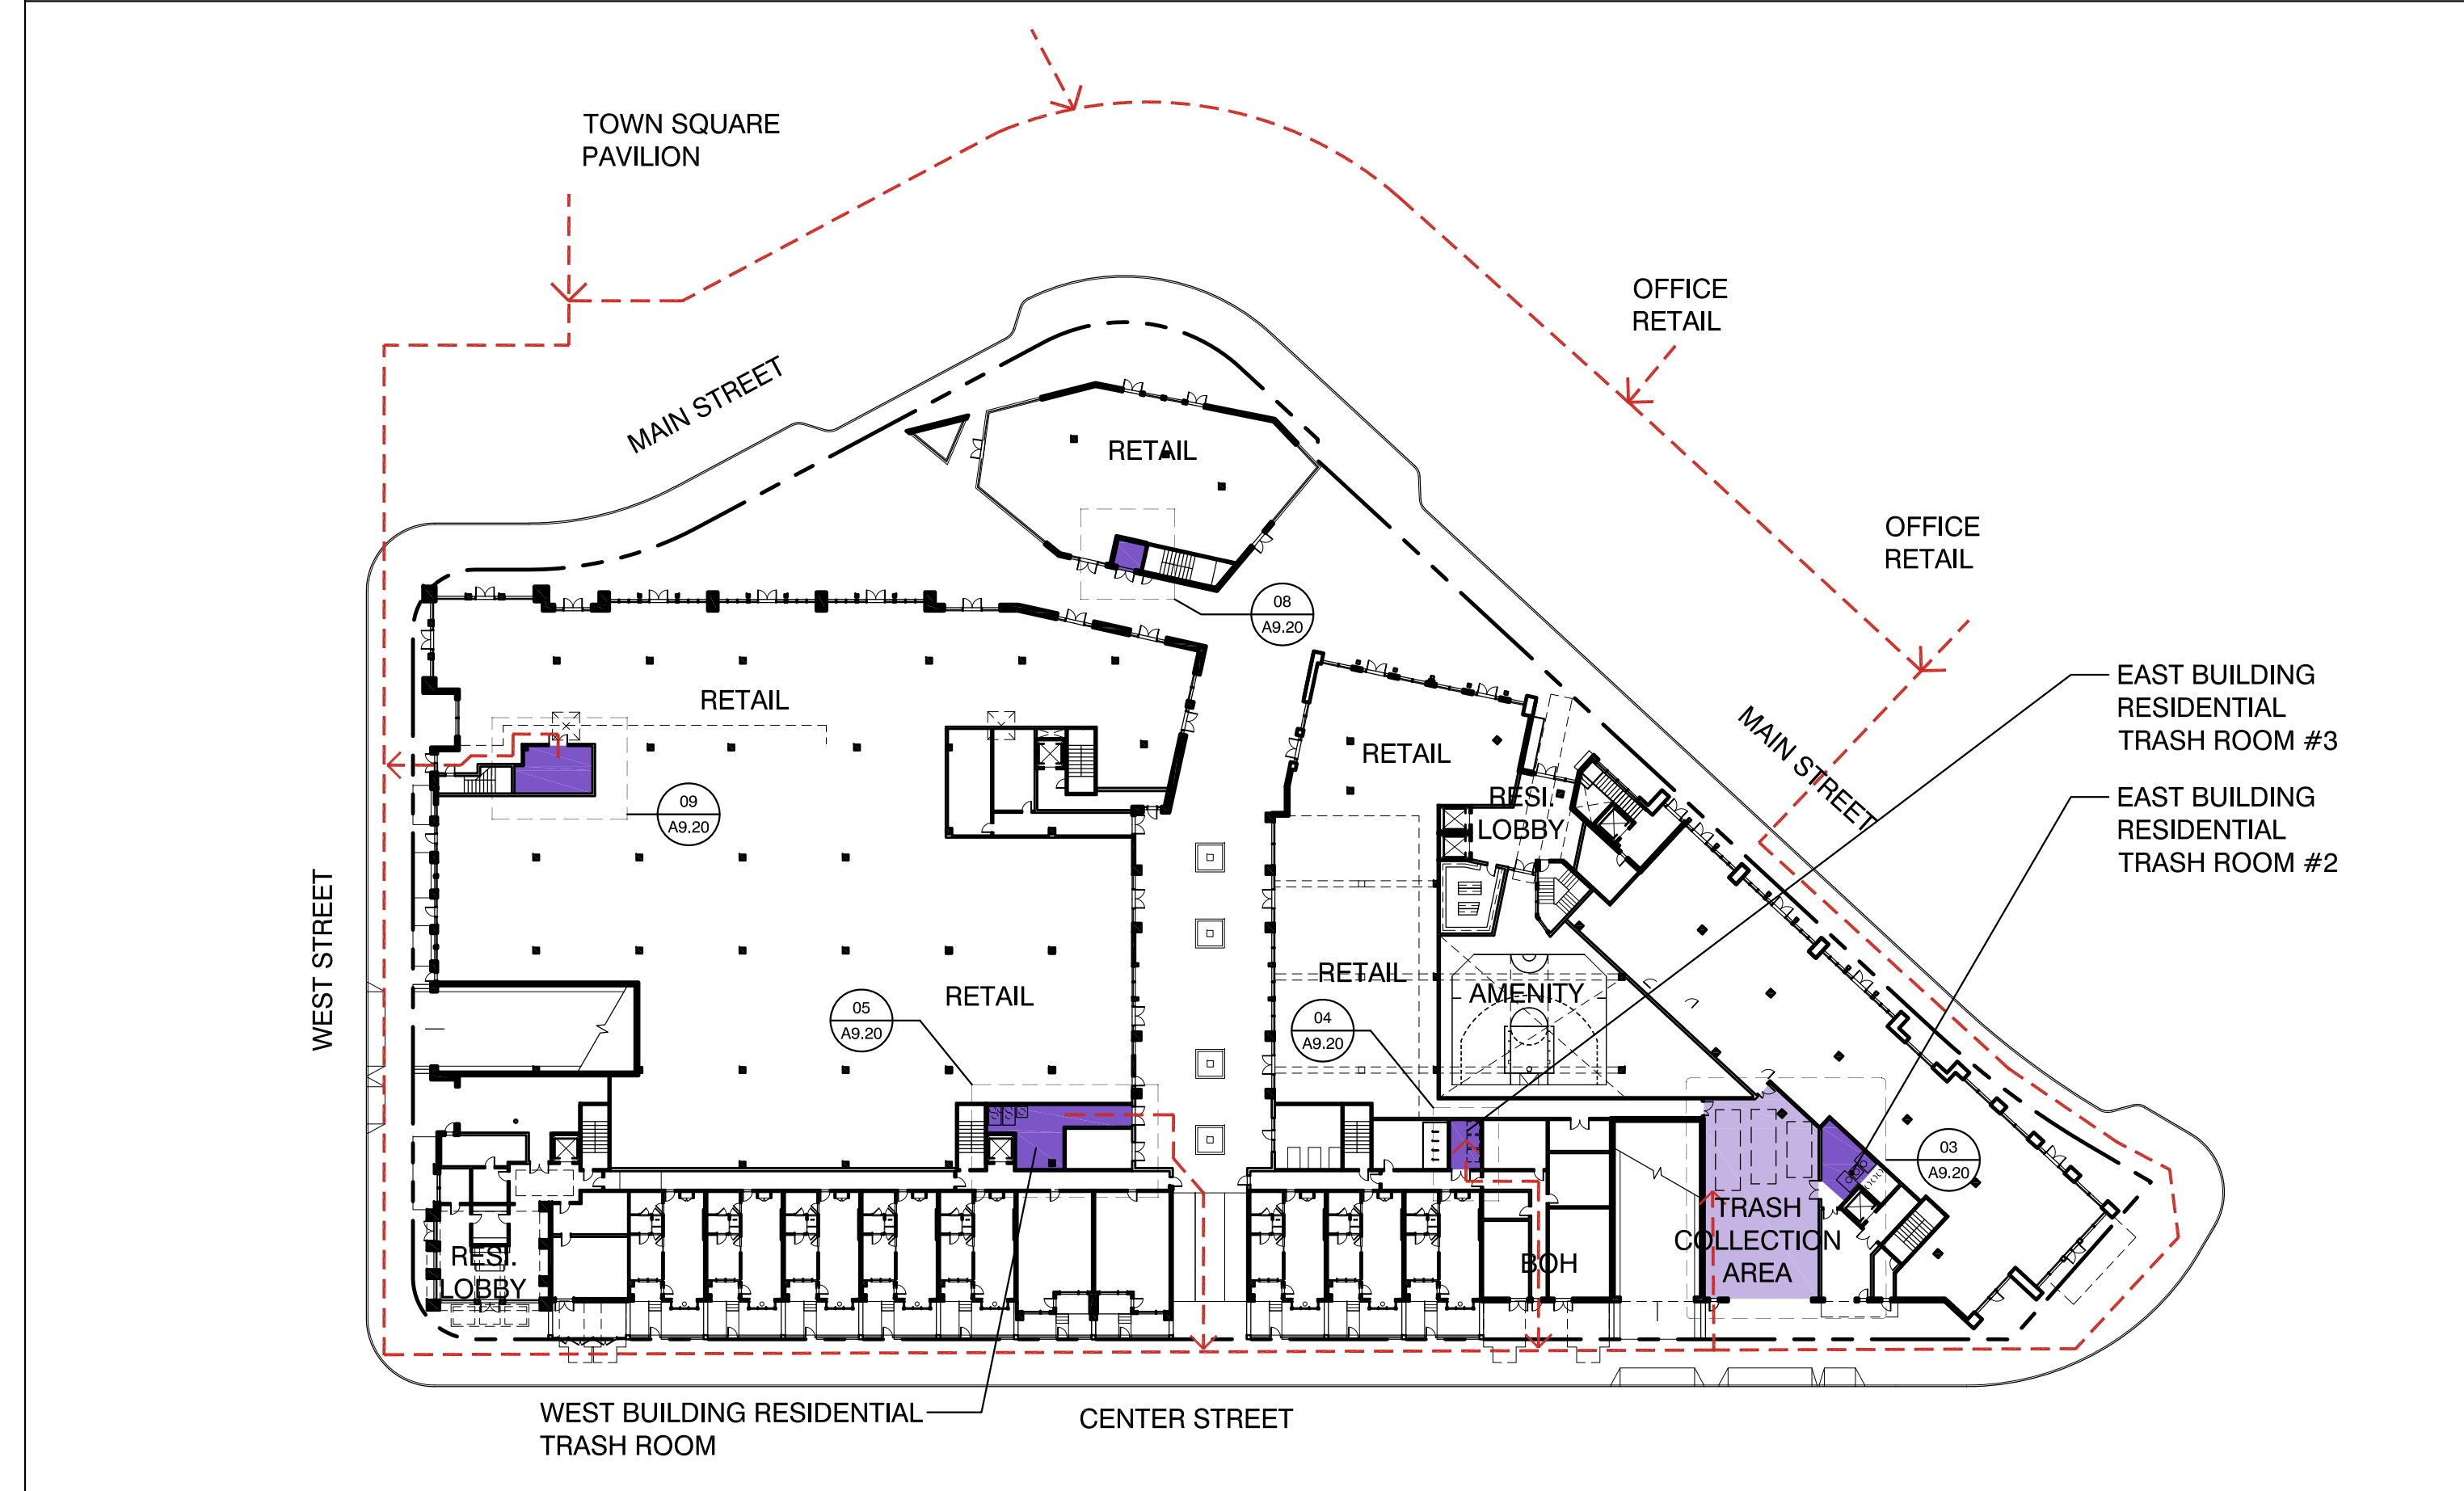 TOWN SQUARE
PAVILION
OFFICE
RETAIL
MAIN STREET
RETAIL
OFFICE
RETAIL
08
A9.20
EAST BUILDING
RESIDENTIAL
TRASH ROOM #3
RETAIL
MAIN STREET
RETAIL
09
A9.20
RESI.
LOBBY
EAST BUILDING
RESIDENTIAL
TRASH ROOM #2
WEST STREET
RETAIL
RETAIL
AMENITY
05
A9.20
04
A9.20
03
A9.20
TRASH
COLLECTION
AREA
RESI.
LOBBY
BOH
WEST BUILDING RESIDENTIAL
TRASH ROOM
CENTER STREET